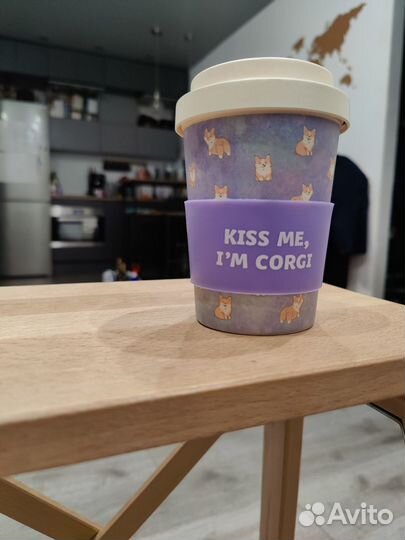 KISS ME,
I'M CORGI
Avito